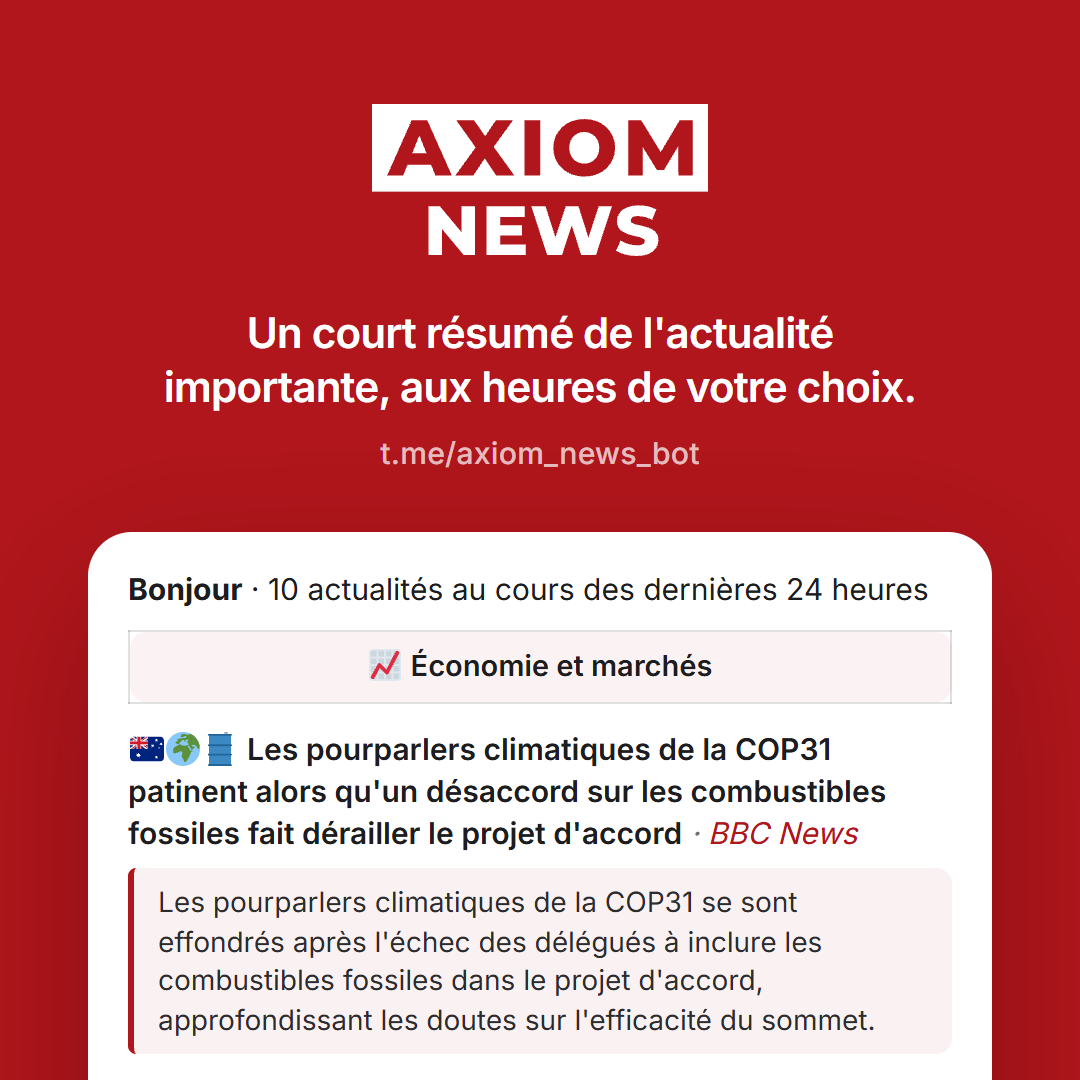 AXIOM
NEWS
Un court résumé de l'actualité
importante, aux heures de votre choix.
t.me/axiom_news_bot
Bonjour · 10 actualités au cours des dernières 24 heures
📈 Économie et marchés
🇦🇺🌍🛢️ Les pourparlers climatiques de la COP31
patinent alors qu'un désaccord sur les combustibles
fossiles fait dérailler le projet d'accord · BBC News
Les pourparlers climatiques de la COP31 se sont
effondrés après l'échec des délégués à inclure les
combustibles fossiles dans le projet d'accord,
approfondissant les doutes sur l'efficacité du sommet.